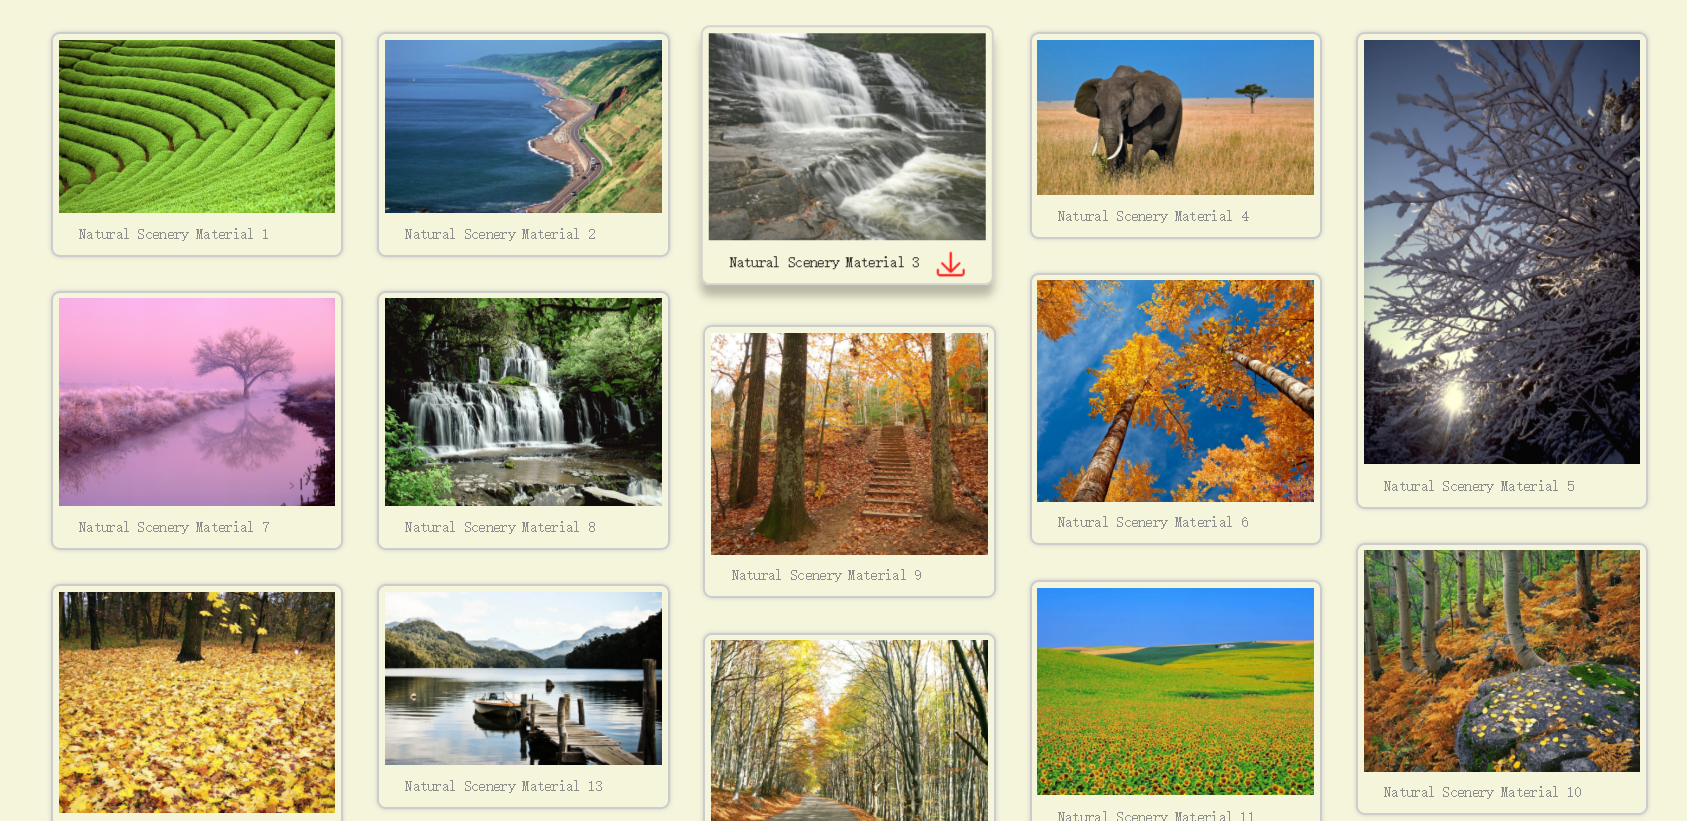 Natural Scenery Material 1
Natural Scenery Material 2
Natural Scenery Material 3
Natural Scenery Material 4
Natural Scenery Material 5
Natural Scenery Material 7
Natural Scenery Material 8
Natural Scenery Material 9
Natural Scenery Material 6
Natural Scenery Material 13
Natural Scenery Material 11
Natural Scenery Material 10